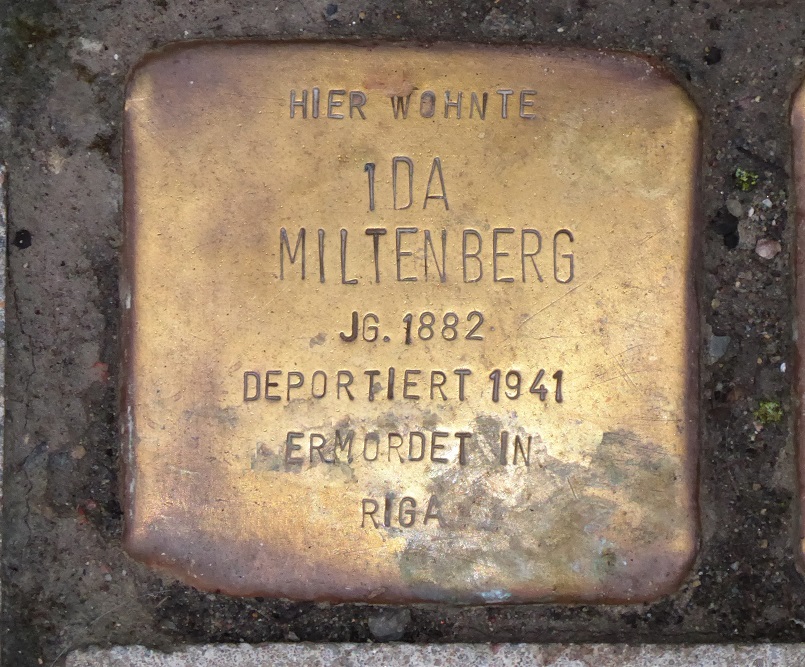 HIER WOHNTE
IDA
MILTENBERG
JG. 1882
DEPORTIERT 1941
ERMORDET IN
RIGA